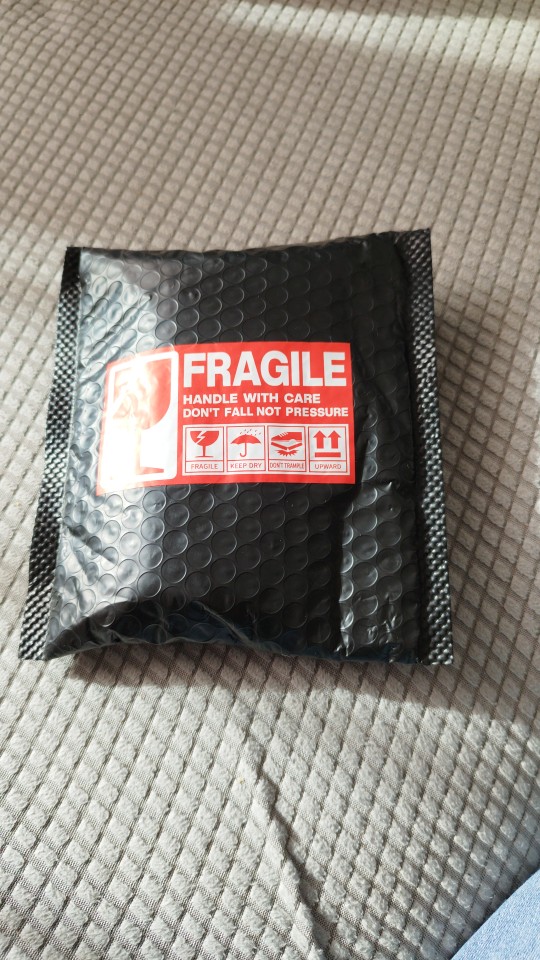 FRAGILE
HANDLE WITH CARE
DON'T FALL NOT PRESSURE
FRAGILE KEEP DRY DON'T TRAMPLE UPWARD